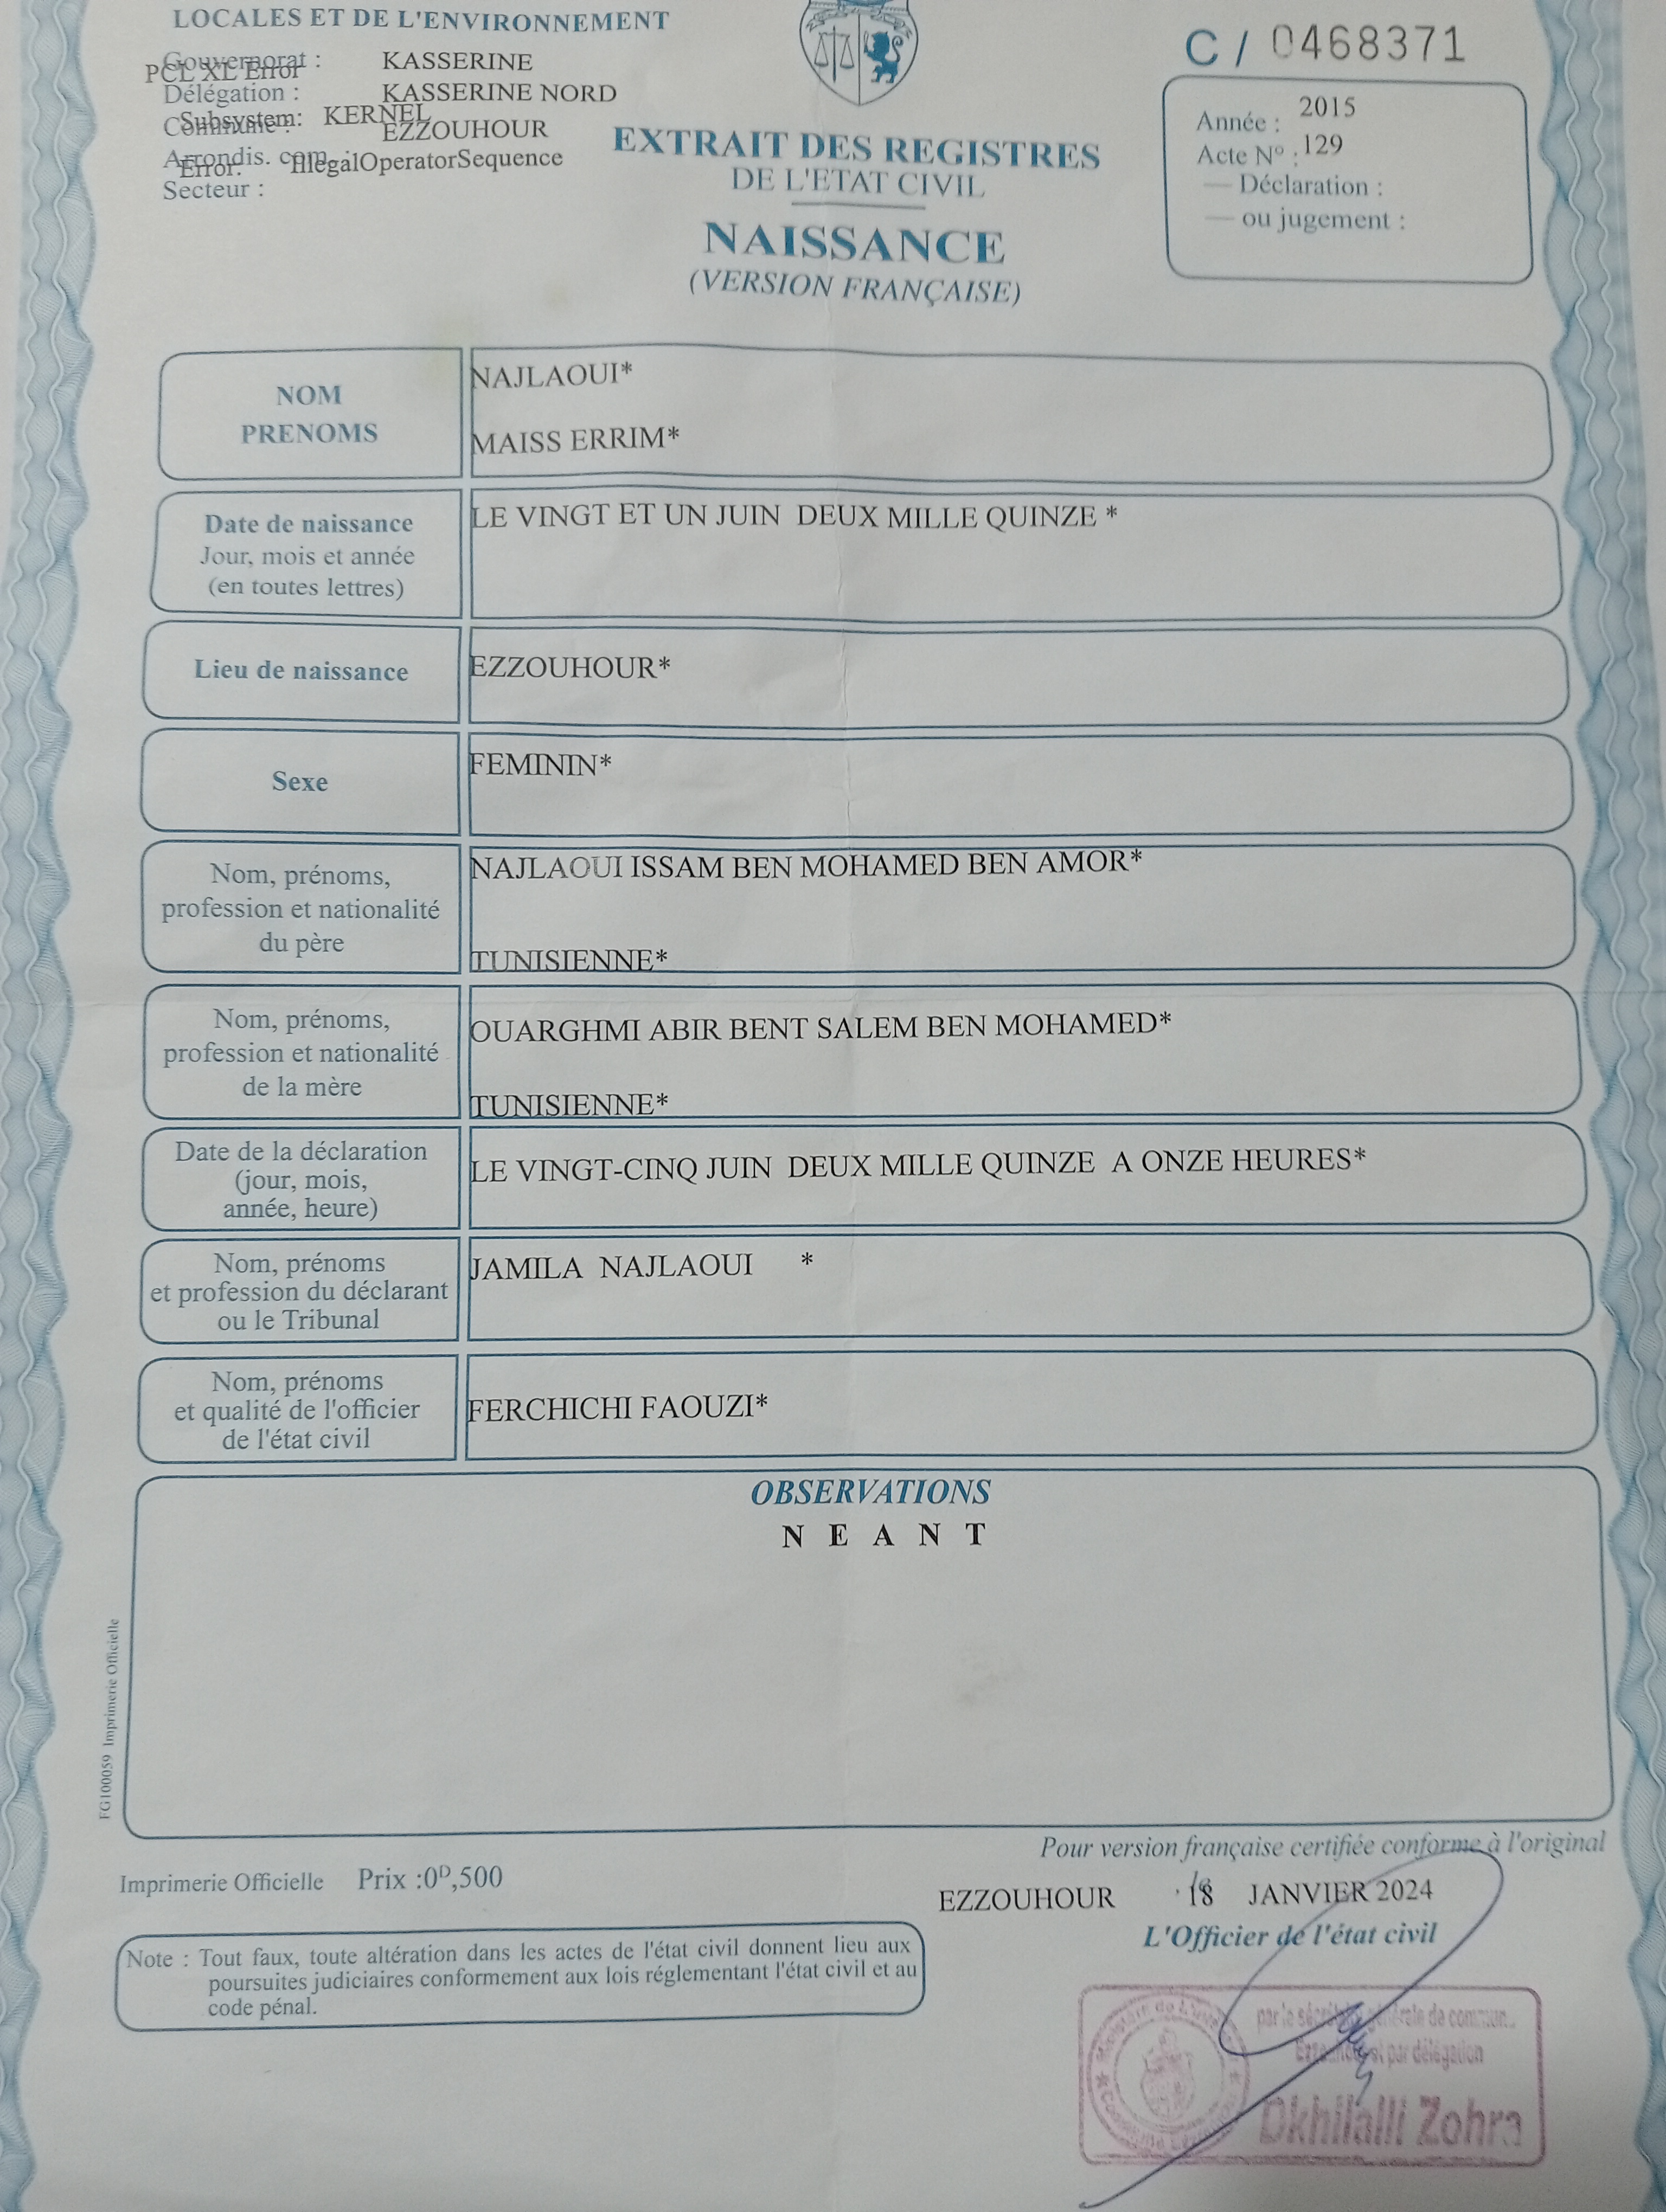 LOCALES ET DE L'ENVIRONNEMENT
C / 0468371
Gouvernorat : KASSERINE
PCL XL Error
Délégation : KASSERINE NORD
Subsystem: KERNEL
Commune : EZZOUHOUR
Arrondis. com. :
Error: IllegalOperatorSequence
Secteur :
EXTRAIT DES REGISTRES
DE L'ETAT CIVIL
NAISSANCE
(VERSION FRANÇAISE)
Année : 2015
Acte Nº : 129
— Déclaration :
— ou jugement :
NOM
PRENOMS
NAJLAOUI*
MAISS ERRIM*
Date de naissance
Jour, mois et année
(en toutes lettres)
LE VINGT ET UN JUIN DEUX MILLE QUINZE *
Lieu de naissance
EZZOUHOUR*
Sexe
FEMININ*
Nom, prénoms,
profession et nationalité
du père
NAJLAOUI ISSAM BEN MOHAMED BEN AMOR*
TUNISIENNE*
Nom, prénoms,
profession et nationalité
de la mère
OUARGHMI ABIR BENT SALEM BEN MOHAMED*
TUNISIENNE*
Date de la déclaration
(jour, mois,
année, heure)
LE VINGT-CINQ JUIN DEUX MILLE QUINZE A ONZE HEURES*
Nom, prénoms
et profession du déclarant
ou le Tribunal
JAMILA NAJLAOUI *
Nom, prénoms
et qualité de l'officier
de l'état civil
FERCHICHI FAOUZI*
OBSERVATIONS
N E A N T
FG100059 Imprimerie Officielle
Pour version française certifiée conforme à l'original
Imprimerie Officielle Prix :0ᴰ,500
EZZOUHOUR 18 JANVIER 2024
L'Officier de l'état civil
Note : Tout faux, toute altération dans les actes de l'état civil donnent lieu aux
poursuites judiciaires conformement aux lois réglementant l'état civil et au
code pénal.
par le générale de
par délégation
Dkhilalli Zohra